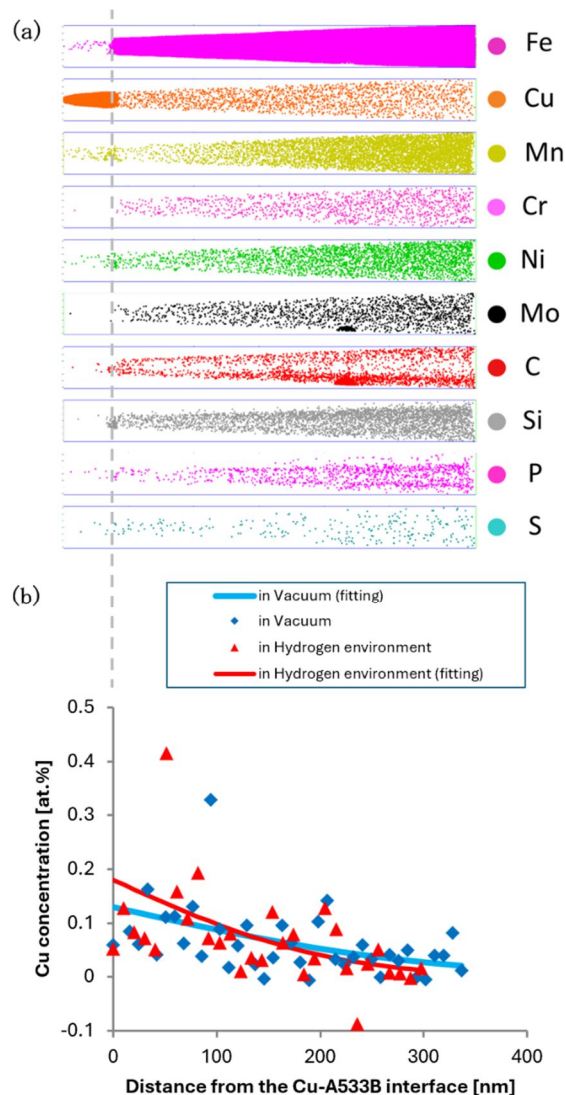 (a)
Fe
Cu
Mn
Cr
Ni
Mo
C
Si
P
S
(b)
in Vacuum (fitting)
in Vacuum
in Hydrogen environment
in Hydrogen environment (fitting)
Cu concentration [at.%]
0.5
0.4
0.3
0.2
0.1
0
-0.1
0 100 200 300 400
Distance from the Cu-A533B interface [nm]